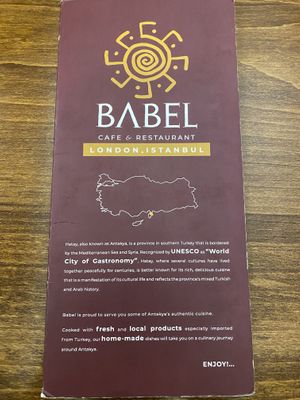 BABEL
CAFE & RESTAURANT
LONDON, ISTANBUL
Hatay, also known as Antakya, is a province in southern Turkey that is bordered
by the Mediterranean Sea and Syria. Recognized by UNESCO as "World
City of Gastronomy". Hatay, where several cultures have lived
together peacefully for centuries, is better known for its rich, delicious cuisine
that is a manifestation of its cultural life and reflects the province's mixed Turkish
and Arab history.
Babel is proud to serve you some of Antakya's authentic cuisine.
Cooked with fresh and local products especially imported
from Turkey, our home-made dishes will take you on a culinary journey
around Antakya.
ENJOY!...